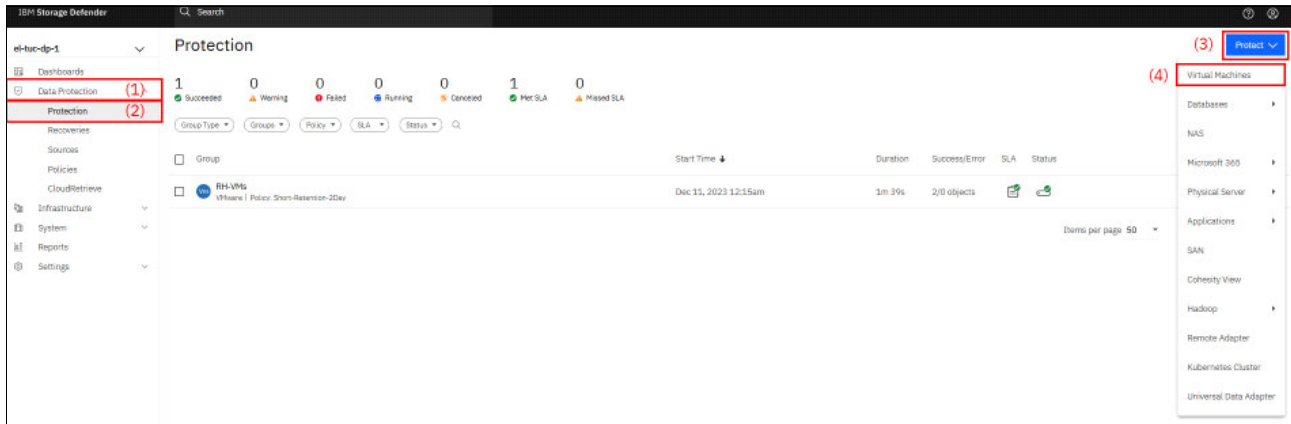 IBM Storage Defender
Search
el-tuc-dp-1
Dashboards
Data Protection
(1)
Protection
(2)
Recoveries
Sources
Policies
CloudRetrieve
Infrastructure
System
Reports
Settings
Protection
1
Succeeded
0
Warning
0
Failed
0
Running
0
Canceled
1
Met SLA
0
Missed SLA
Group Type
Groups
Policy
SLA
Status
Group Start Time Duration Success/Error SLA Status
VMs
RH-VMs
VMware | Policy: Short-Retention-2Day
Dec 11, 2023 12:15am
1m 39s
2/0 objects
Items per page 50
(3)
Protect
(4)
Virtual Machines
Databases
NAS
Microsoft 365
Physical Server
Applications
SAN
Cohesity View
Hadoop
Remote Adapter
Kubernetes Cluster
Universal Data Adapter